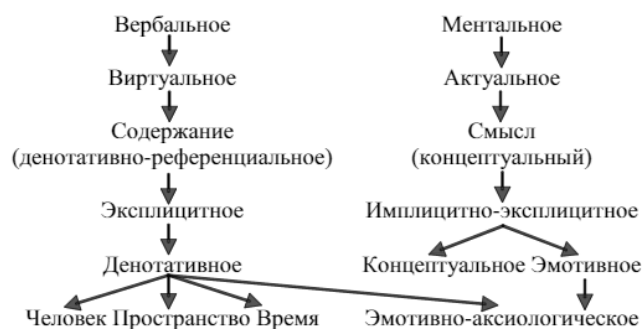 Вербальное Ментальное
Виртуальное Актуальное
Содержание Смысл
(денотативно-референциальное) (концептуальный)
Эксплицитное Имплицитно-эксплицитное
Денотативное Концептуальное Эмотивное
Человек Пространство Время Эмотивно-аксиологическое